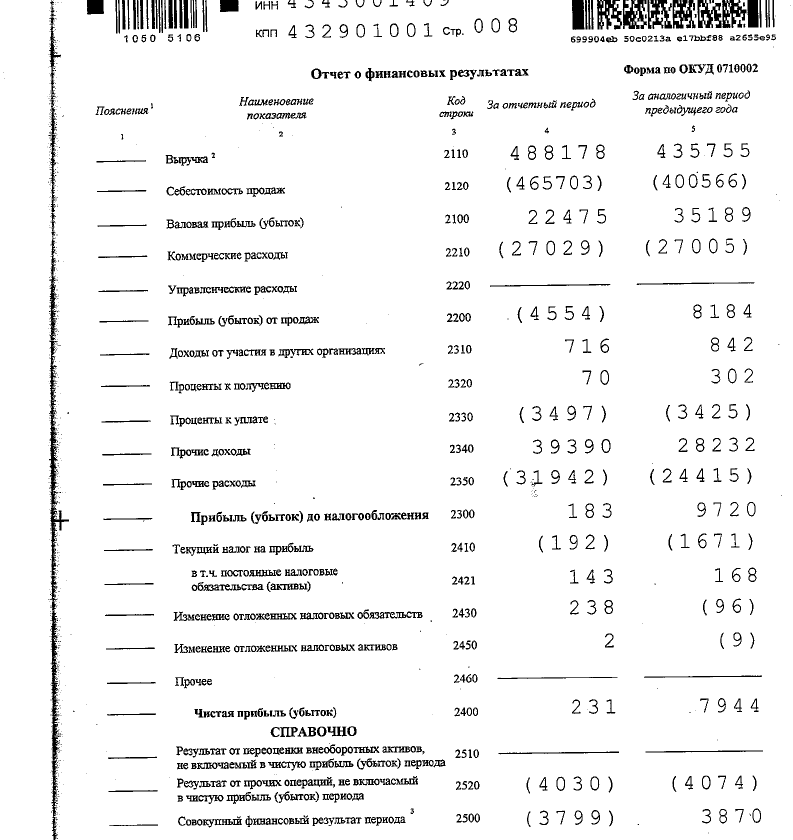 ИНН 4345001409
1050 5106
КПП 432901001 Стр. 008
699904eb 50c0213a e17bbf88 a2655e95
Отчет о финансовых результатах
Форма по ОКУД 0710002
Пояснения 1 Наименование показателя Код строки За отчетный период За аналогичный период предыдущего года
1 2 3 4 5
Выручка 2 2110 488178 435755
Себестоимость продаж 2120 (465703) (400566)
Валовая прибыль (убыток) 2100 22475 35189
Коммерческие расходы 2210 (27029) (27005)
Управленческие расходы 2220
Прибыль (убыток) от продаж 2200 (4554) 8184
Доходы от участия в других организациях 2310 716 842
Проценты к получению 2320 70 302
Проценты к уплате 2330 (3497) (3425)
Прочие доходы 2340 39390 28232
Прочие расходы 2350 (31942) (24415)
Прибыль (убыток) до налогообложения 2300 183 9720
Текущий налог на прибыль 2410 (192) (1671)
в т.ч. постоянные налоговые
обязательства (активы) 2421 143 168
Изменение отложенных налоговых обязательств 2430 238 (96)
Изменение отложенных налоговых активов 2450 2 (9)
Прочее 2460
Чистая прибыль (убыток) 2400 231 7944
СПРАВОЧНО
Результат от переоценки внеоборотных активов,
не включаемый в чистую прибыль (убыток) периода 2510
Результат от прочих операций, не включаемый
в чистую прибыль (убыток) периода 2520 (4030) (4074)
Совокупный финансовый результат периода 3 2500 (3799) 3870